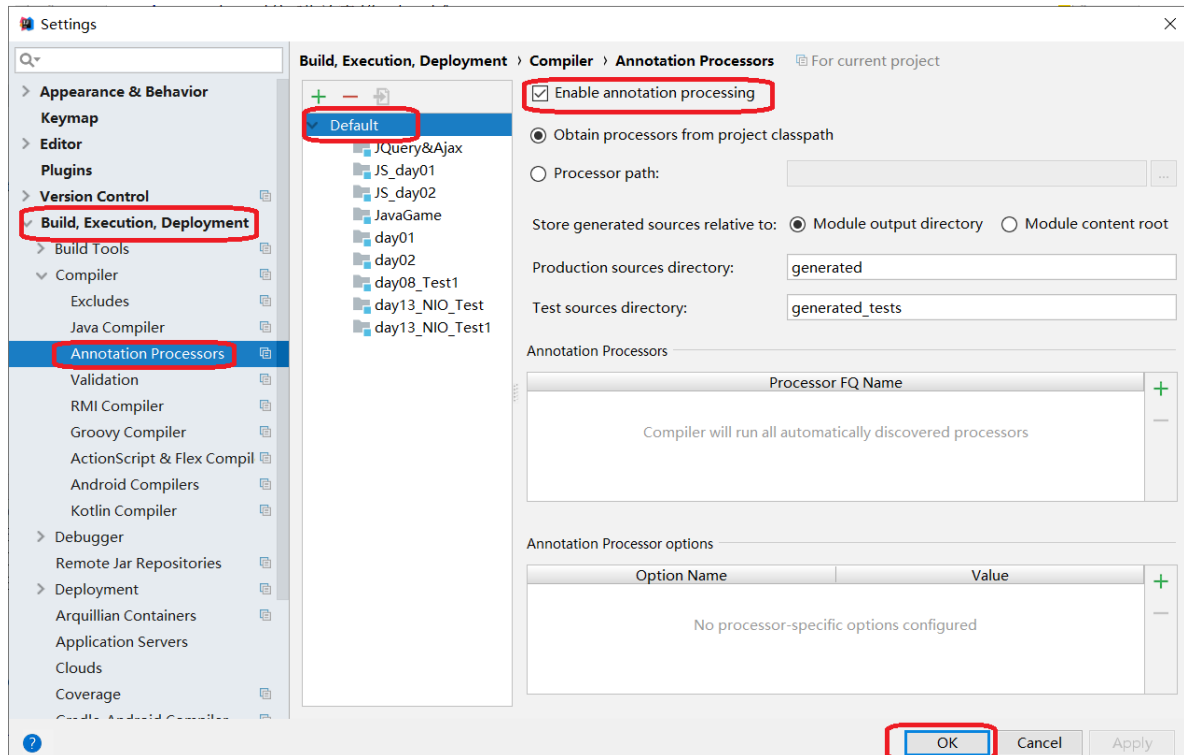 Settings
Appearance & Behavior
Keymap
Editor
Plugins
Version Control
Build, Execution, Deployment
Build Tools
Compiler
Excludes
Java Compiler
Annotation Processors
Validation
RMI Compiler
Groovy Compiler
ActionScript & Flex Compil
Android Compilers
Kotlin Compiler
Debugger
Remote Jar Repositories
Deployment
Arquillian Containers
Application Servers
Clouds
Coverage
Build, Execution, Deployment › Compiler › Annotation Processors For current project
Default
JQuery&Ajax
JS_day01
JS_day02
JavaGame
day01
day02
day08_Test1
day13_NIO_Test
day13_NIO_Test1
Enable annotation processing
Obtain processors from project classpath
Processor path: ...
Store generated sources relative to: Module output directory Module content root
Production sources directory: generated
Test sources directory: generated_tests
Annotation Processors
Processor FQ Name
Compiler will run all automatically discovered processors
Annotation Processor options
Option Name Value
No processor-specific options configured
? OK Cancel Apply